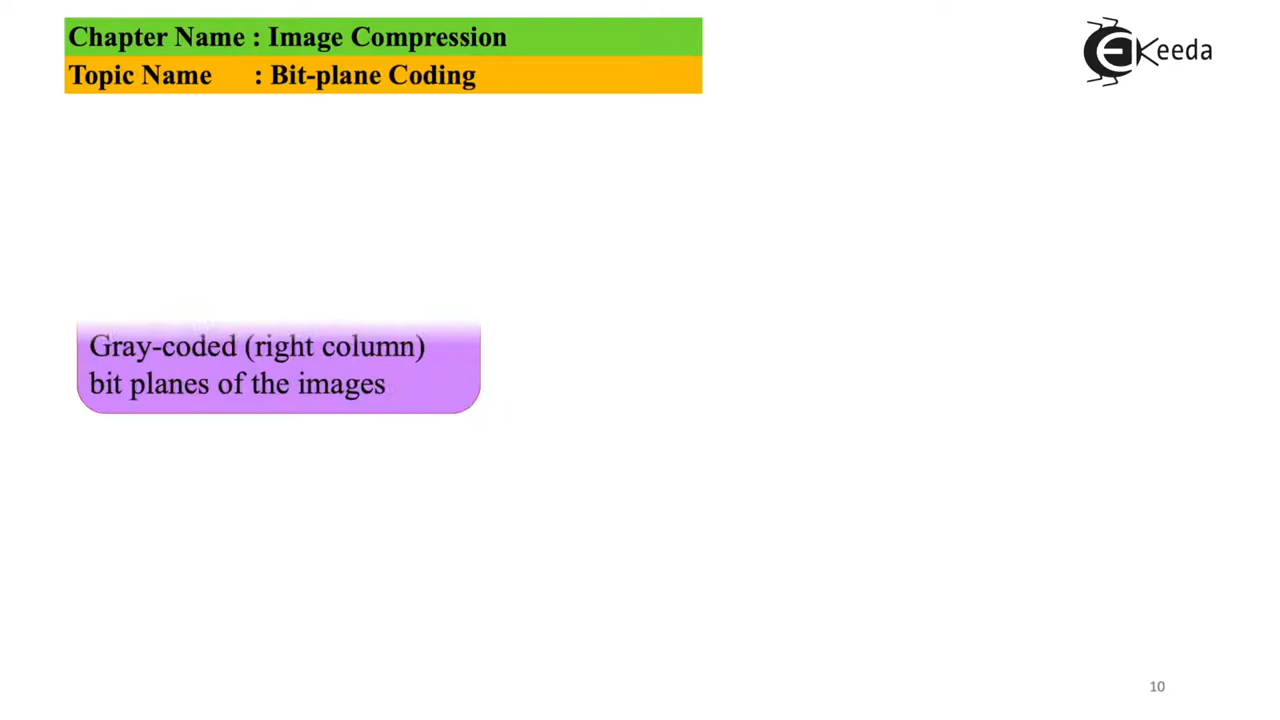 Chapter Name : Image Compression
Topic Name : Bit-plane Coding
EKeeda
Gray-coded (right column)
bit planes of the images
10